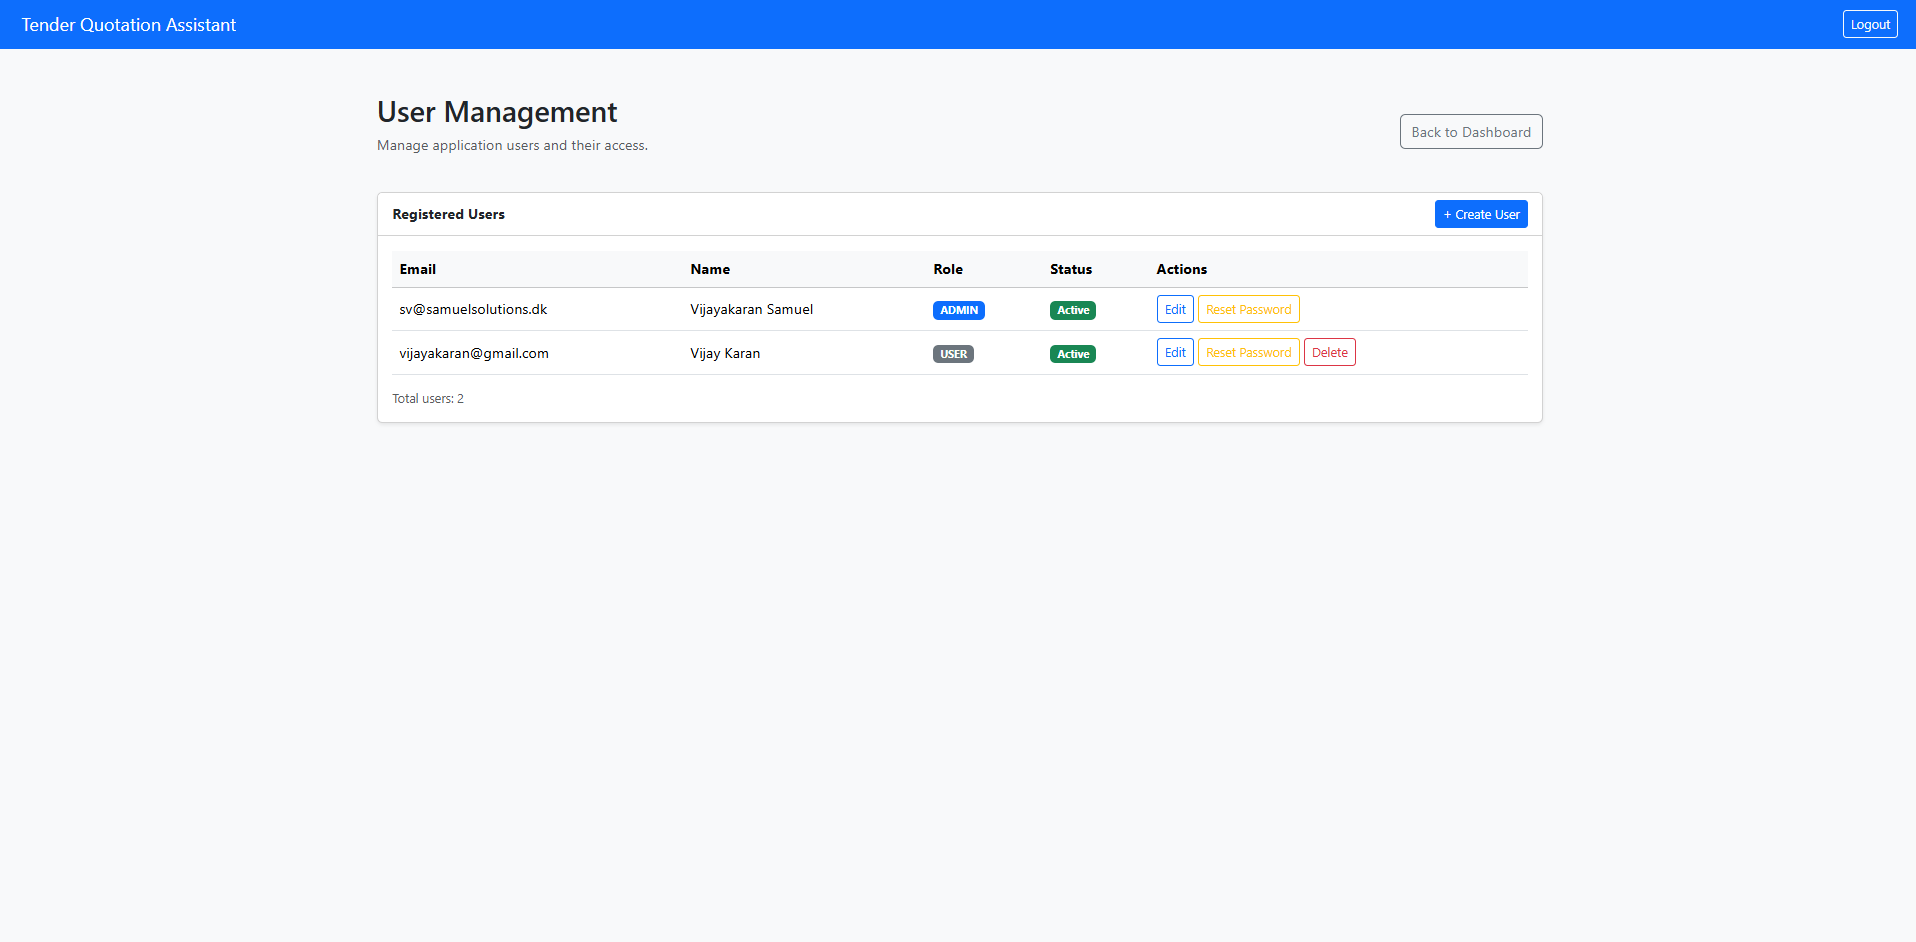 Tender Quotation Assistant Logout
User Management
Manage application users and their access.
Back to Dashboard
Registered Users + Create User
Email Name Role Status Actions
sv@samuelsolutions.dk Vijayakaran Samuel ADMIN Active Edit Reset Password
vijayakaran@gmail.com Vijay Karan USER Active Edit Reset Password Delete
Total users: 2